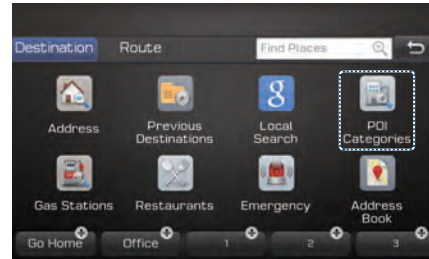 Destination Route Find Places
Address Previous Destinations Local Search POI Categories
Gas Stations Restaurants Emergency Address Book
Go Home Office 1 2 3